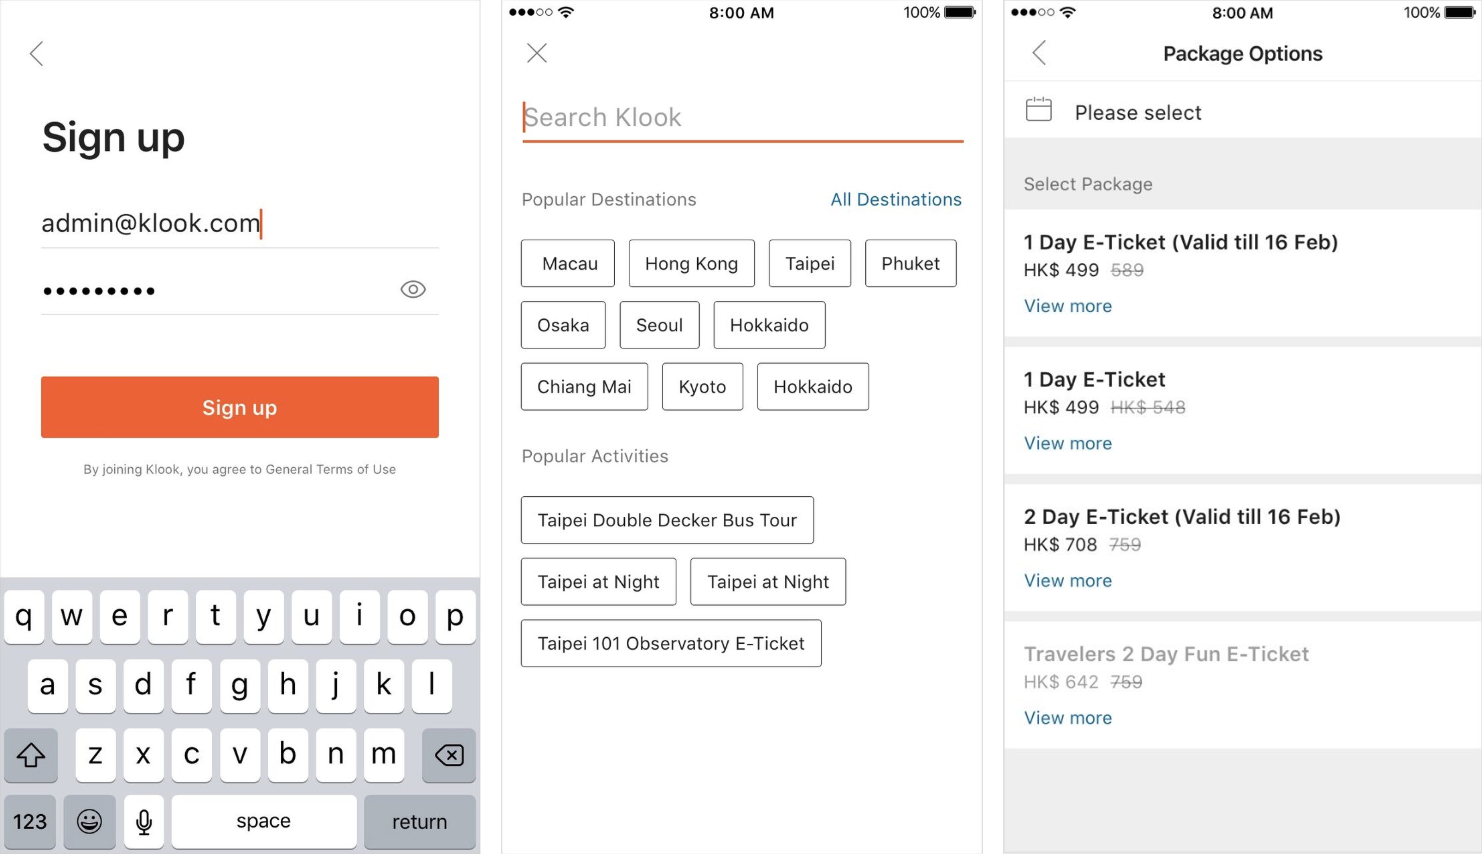 Sign up
admin@klook.com
•••••••••
Sign up
By joining Klook, you agree to General Terms of Use
q w e r t y u i o p
a s d f g h j k l
z x c v b n m
123 space return
8:00 AM 100%
Search Klook
Popular Destinations All Destinations
Macau Hong Kong Taipei Phuket
Osaka Seoul Hokkaido
Chiang Mai Kyoto Hokkaido
Popular Activities
Taipei Double Decker Bus Tour
Taipei at Night Taipei at Night
Taipei 101 Observatory E-Ticket
8:00 AM 100%
Package Options
Please select
Select Package
1 Day E-Ticket (Valid till 16 Feb)
HK$ 499 589
View more
1 Day E-Ticket
HK$ 499 HK$ 548
View more
2 Day E-Ticket (Valid till 16 Feb)
HK$ 708 759
View more
Travelers 2 Day Fun E-Ticket
HK$ 642 759
View more